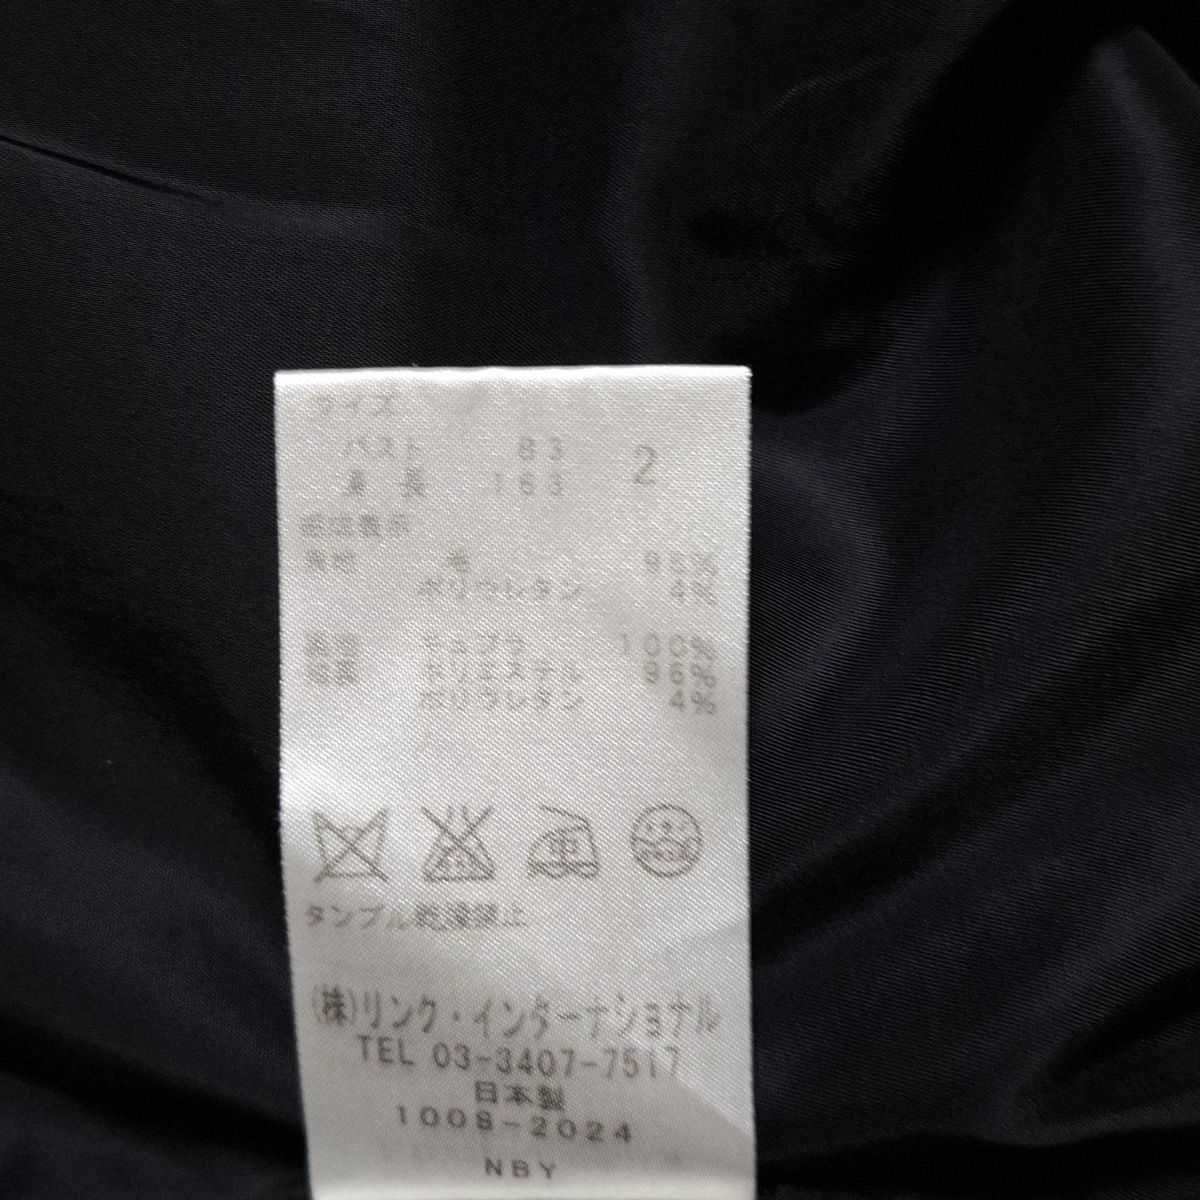 サイズ
バスト 83 2
身長 163
組成表示
表地 毛 96%
ポリウレタン 4%
裏地 キュプラ 100%
ポリエステル 96%
ポリウレタン 4%
中
タンブル乾燥禁止
(株)リンク・インターナショナル
TEL 03-3407-7517
日本製
1008-2024
NBY